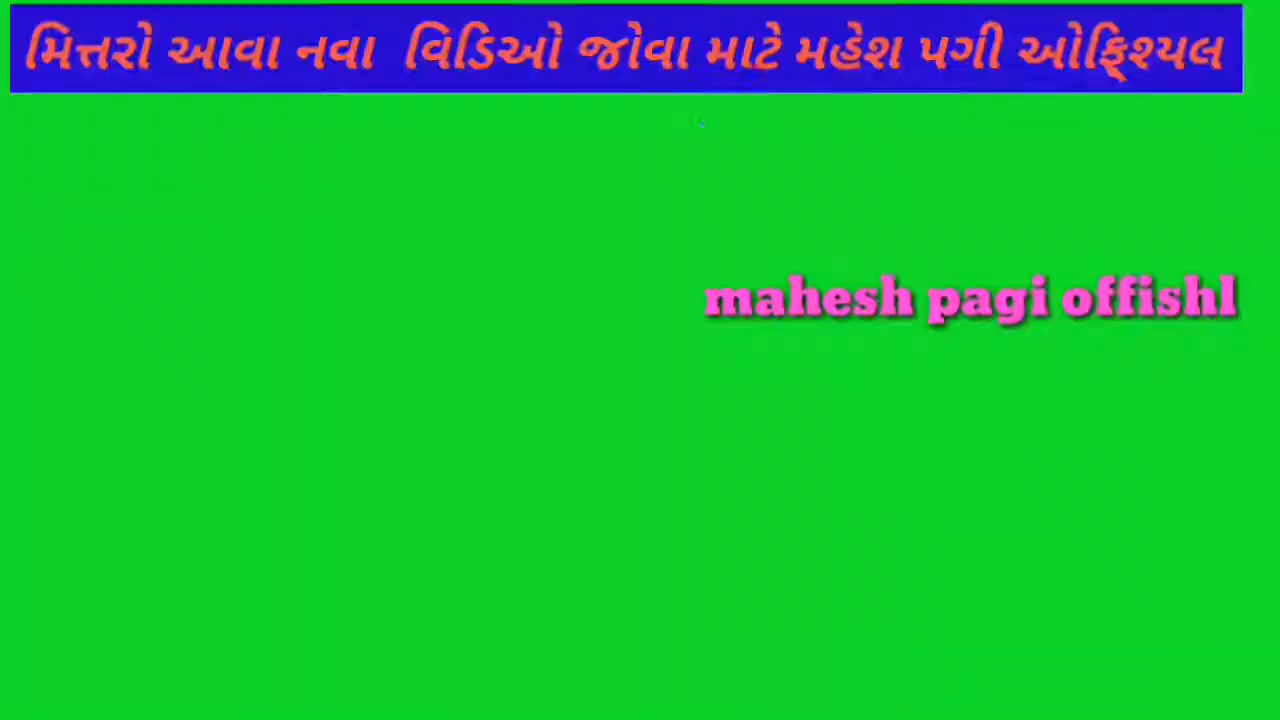 મિત્તરો આવા નવા વિડિઓ જોવા માટે મહેશ પગી ઓફિશ્યલ
mahesh pagi offishl